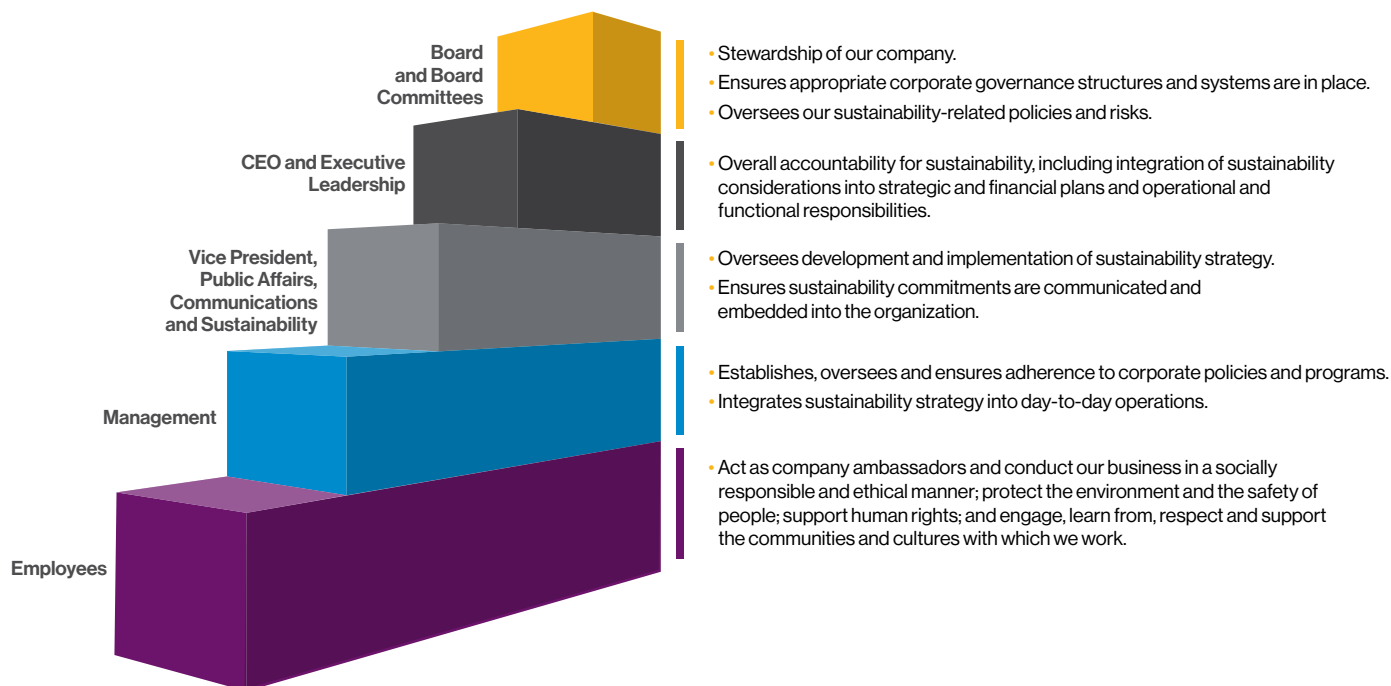 Board
and Board
Committees
• Stewardship of our company.
• Ensures appropriate corporate governance structures and systems are in place.
• Oversees our sustainability-related policies and risks.
CEO and Executive
Leadership
• Overall accountability for sustainability, including integration of sustainability
considerations into strategic and financial plans and operational and
functional responsibilities.
Vice President,
Public Affairs,
Communications
and Sustainability
• Oversees development and implementation of sustainability strategy.
• Ensures sustainability commitments are communicated and
embedded into the organization.
Management
• Establishes, oversees and ensures adherence to corporate policies and programs.
• Integrates sustainability strategy into day-to-day operations.
Employees
• Act as company ambassadors and conduct our business in a socially
responsible and ethical manner; protect the environment and the safety of
people; support human rights; and engage, learn from, respect and support
the communities and cultures with which we work.